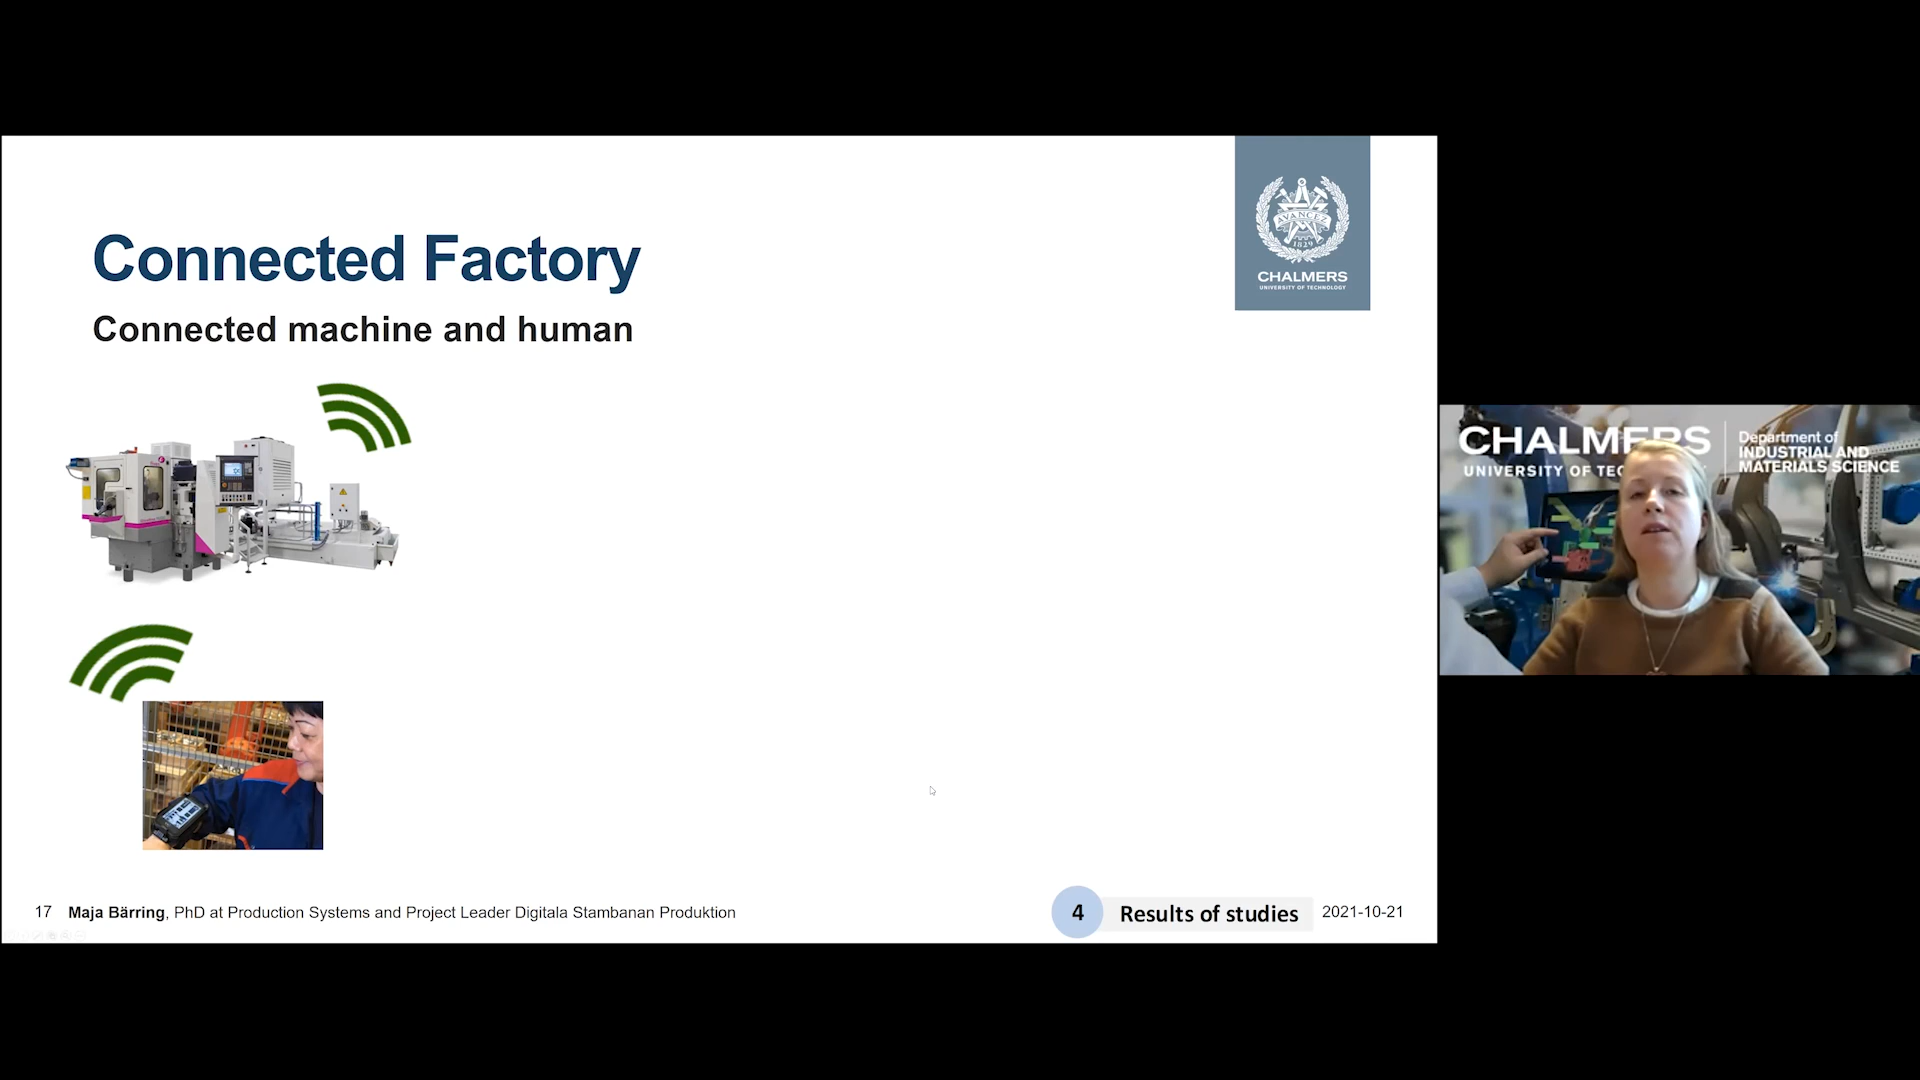 Connected Factory
Connected machine and human
AVANCEZ
1829
CHALMERS
UNIVERSITY OF TECHNOLOGY
17 Maja Bärring, PhD at Production Systems and Project Leader Digitala Stambanan Produktion
4 Results of studies 2021-10-21
CHALMERS
UNIVERSITY OF TEC
Department of
INDUSTRIAL AND
MATERIALS SCIENCE